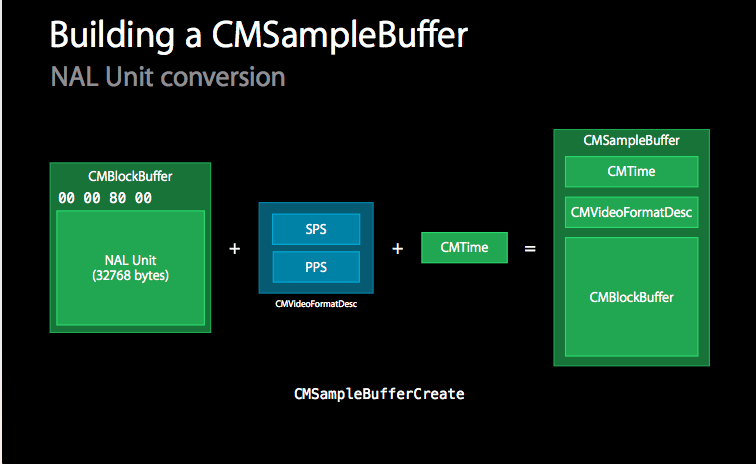 Building a CMSampleBuffer
NAL Unit conversion
CMBlockBuffer
00 00 80 00
NAL Unit
(32768 bytes)
+
SPS
PPS
CMVideoFormatDesc
+
CMTime
=
CMSampleBuffer
CMTime
CMVideoFormatDesc
CMBlockBuffer
CMSampleBufferCreate